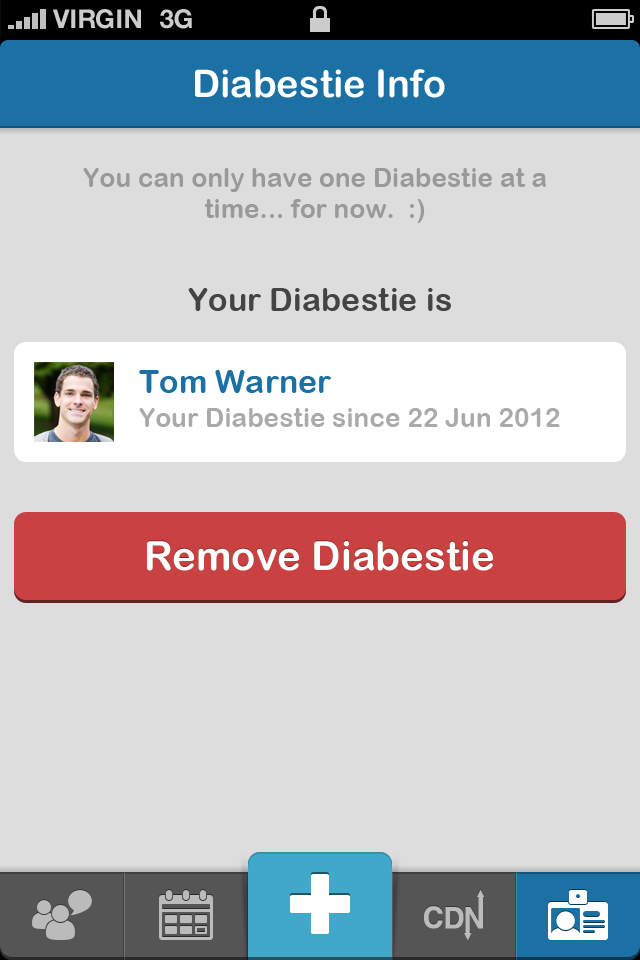 VIRGIN 3G
Diabestie Info
You can only have one Diabestie at a
time... for now.  :)
Your Diabestie is
Tom Warner
Your Diabestie since 22 Jun 2012
Remove Diabestie
CDN